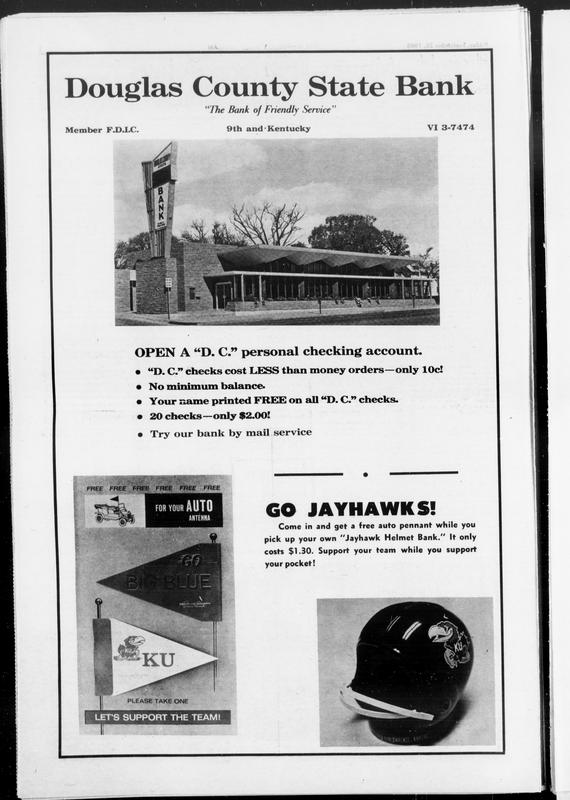 Douglas County State Bank
"The Bank of Friendly Service"
Member F.D.I.C. 9th and Kentucky VI 3-7474
BANK
OPEN A "D. C." personal checking account.
• "D. C." checks cost LESS than money orders—only 10c!
• No minimum balance.
• Your name printed FREE on all "D. C." checks.
• 20 checks—only $2.00!
• Try our bank by mail service
FREE FREE FREE FREE FREE FREE
FOR YOUR AUTO
ANTENNA
GO
BIG BLUE
KU
PLEASE TAKE ONE
LET'S SUPPORT THE TEAM!
GO JAYHAWKS!
Come in and get a free auto pennant while you
pick up your own "Jayhawk Helmet Bank." It only
costs $1.30. Support your team while you support
your pocket!
KU